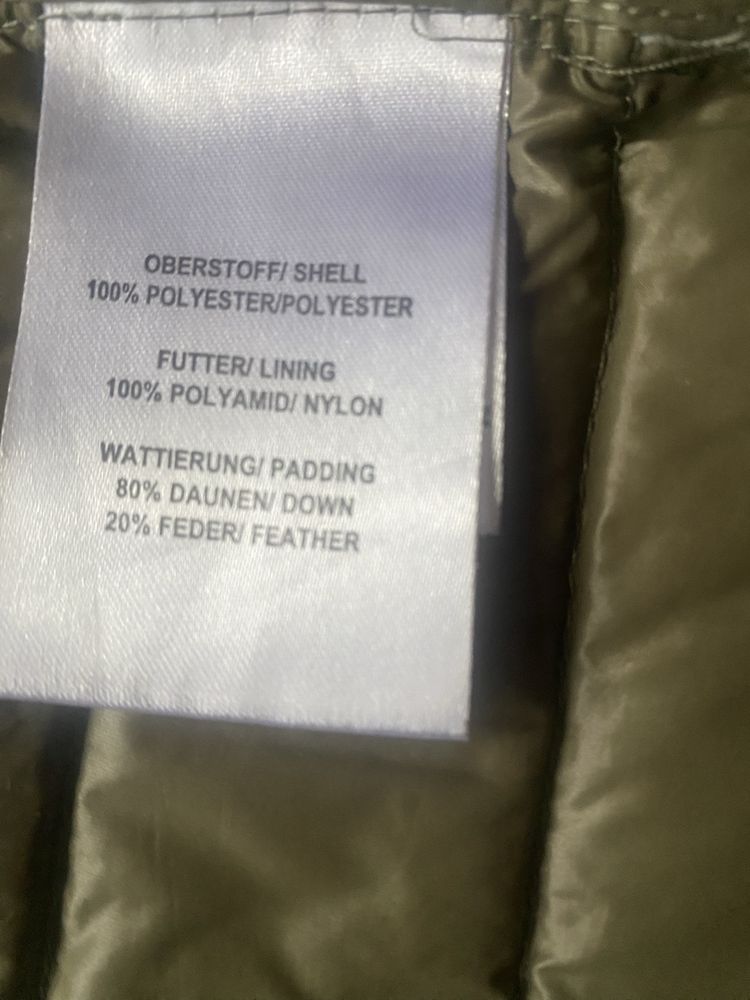 OBERSTOFF/ SHELL
100% POLYESTER/POLYESTER
FUTTER/ LINING
100% POLYAMID/ NYLON
WATTIERUNG/ PADDING
80% DAUNEN/ DOWN
20% FEDER/ FEATHER